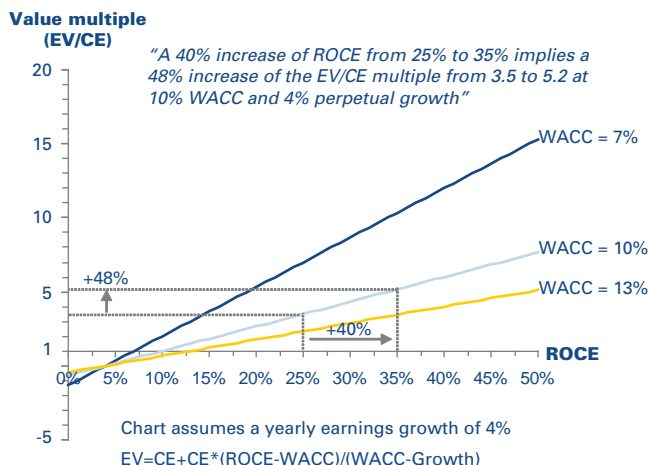 Value multiple
(EV/CE)
“A 40% increase of ROCE from 25% to 35% implies a
48% increase of the EV/CE multiple from 3.5 to 5.2 at
10% WACC and 4% perpetual growth”
20
15
WACC = 7%
10
WACC = 10%
+48%
5
WACC = 13%
+40%
1
ROCE
0% 5% 10% 15% 20% 25% 30% 35% 40% 45% 50%
-5
Chart assumes a yearly earnings growth of 4%
EV=CE+CE*(ROCE-WACC)/(WACC-Growth)